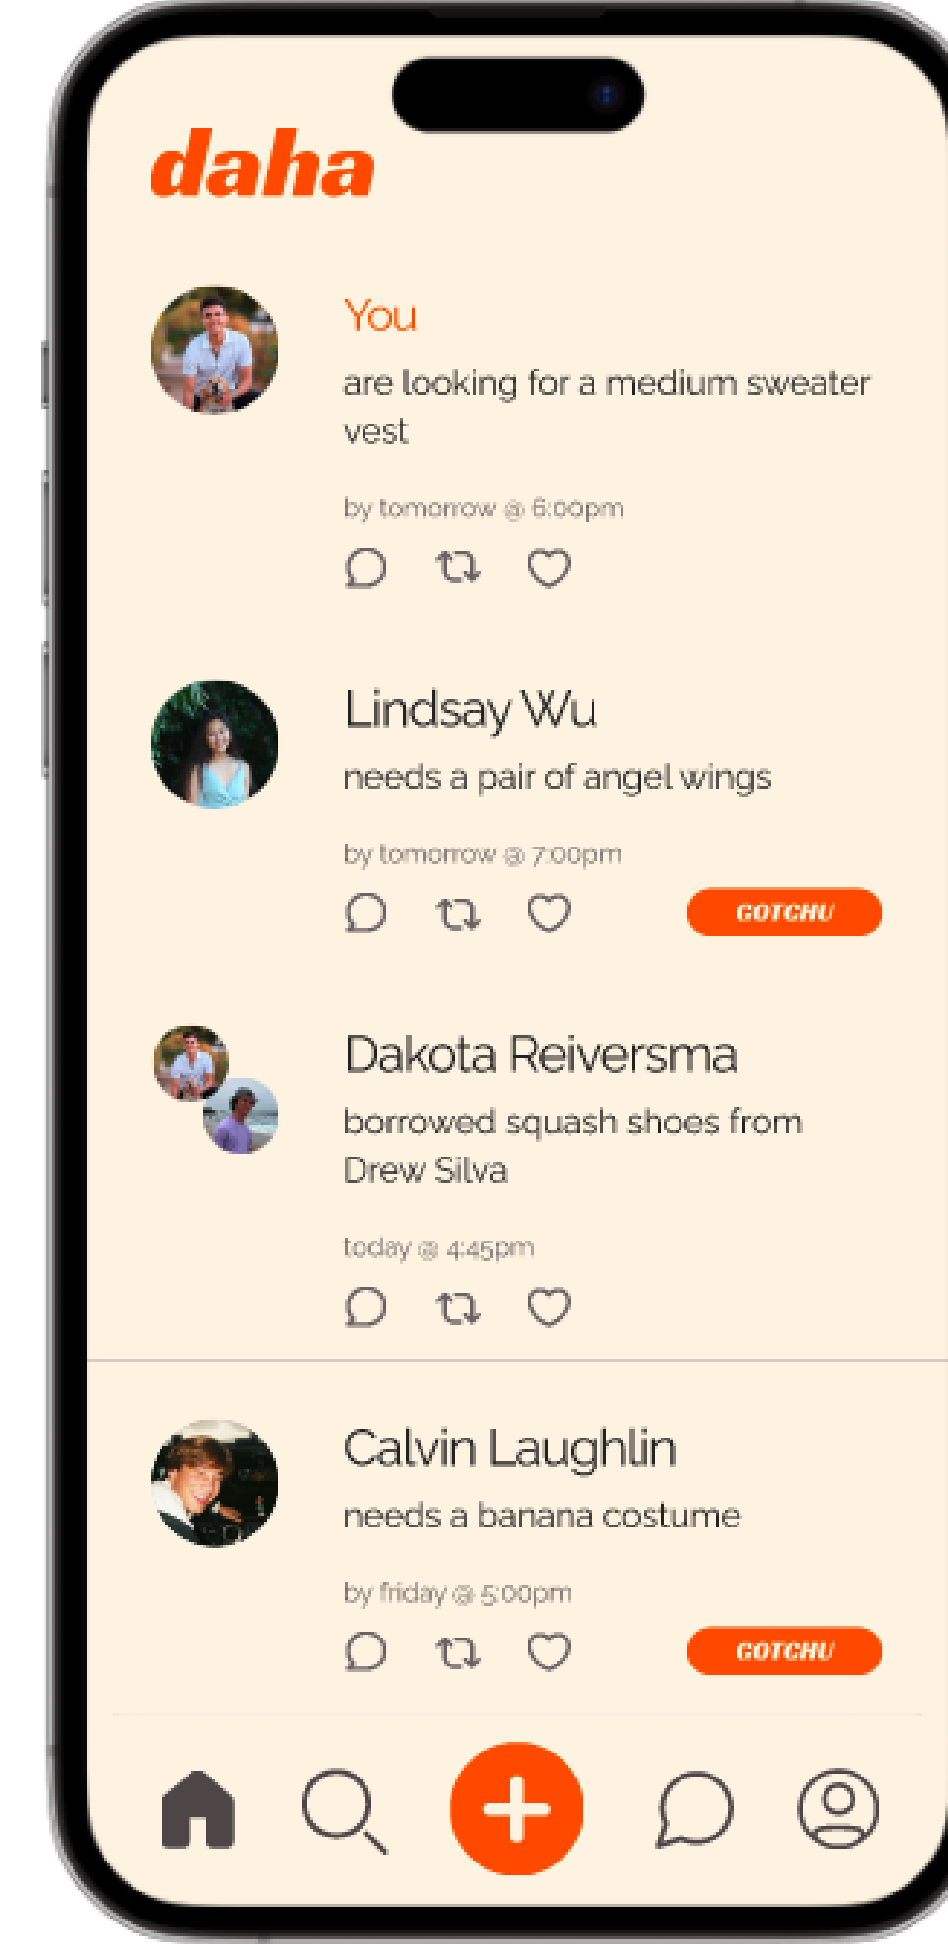 daha
You
are looking for a medium sweater
vest
by tomorrow @ 6:00pm
Lindsay Wu
needs a pair of angel wings
by tomorrow @ 7:00pm
GOTCHU
Dakota Reiversma
borrowed squash shoes from
Drew Silva
today @ 4:45pm
Calvin Laughlin
needs a banana costume
by friday @ 5:00pm
GOTCHU